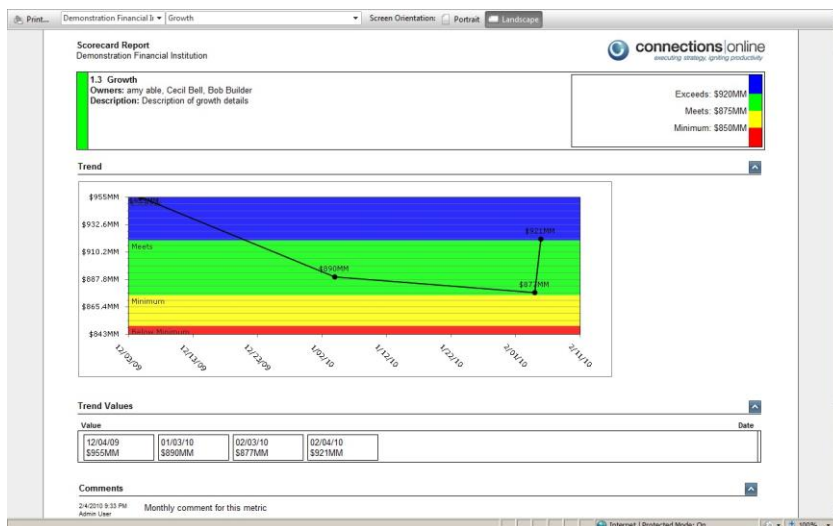 Print...
Demonstration Financial I
Growth
Screen Orientation:
Portrait
Landscape
Scorecard Report
Demonstration Financial Institution
connections|online
executing strategy, igniting productivity
1.3 Growth
Owners: amy able, Cecil Bell, Bob Builder
Description: Description of growth details
Exceeds: $920MM
Meets: $875MM
Minimum: $850MM
Trend
$955MM
$932.6MM
$910.2MM
$887.8MM
$865.4MM
$843MM
Meets
Minimum
Below Minimum
$890MM
$877MM
$921MM
12/03/09
12/13/09
12/23/09
1/02/10
1/12/10
1/22/10
2/01/10
2/11/10
Trend Values
Value
Date
12/04/09
$955MM
01/03/10
$890MM
02/03/10
$877MM
02/04/10
$921MM
Comments
2/4/2010 9:33 PM
Admin User
Monthly comment for this metric
Internet | Protected Mode: On
100%